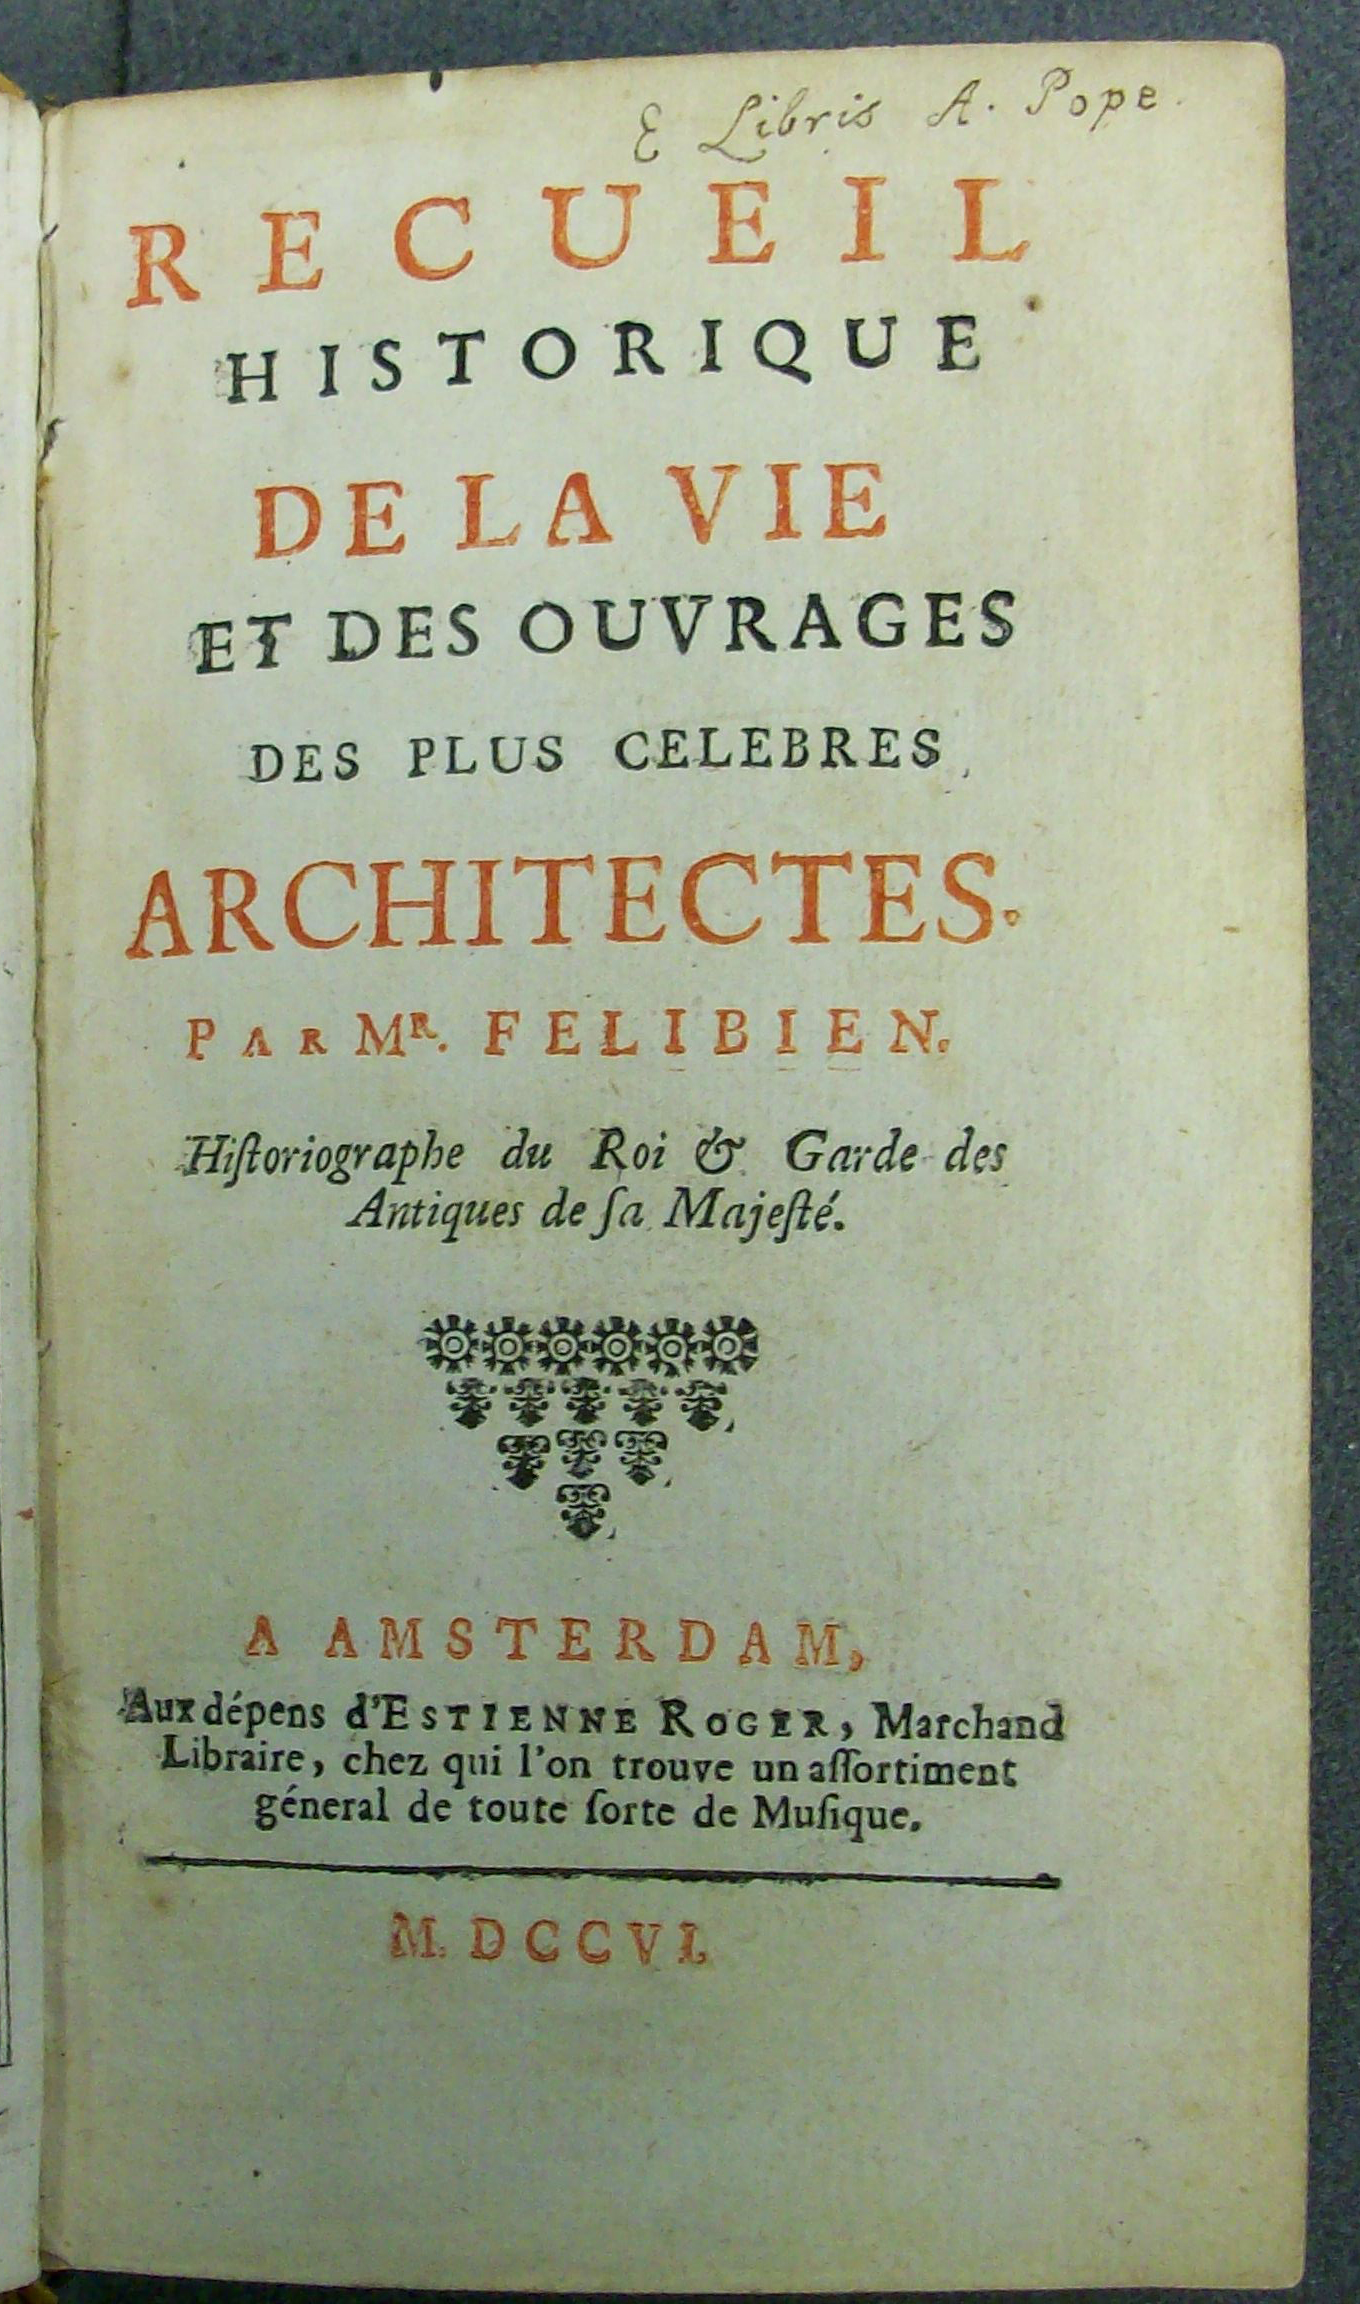 E Libris A. Pope.
RECUEIL
HISTORIQUE
DE LA VIE
ET DES OUVRAGES
DES PLUS CELEBRES
ARCHITECTES.
PAR MR. FELIBIEN.
Hiſtoriographe du Roi & Garde des
Antiques de ſa Majeſté.
A AMSTERDAM,
Aux dépens d'ESTIENNE ROGER, Marchand
Libraire, chez qui l'on trouve un aſſortiment
géneral de toute ſorte de Muſique.
M. DCCVI.